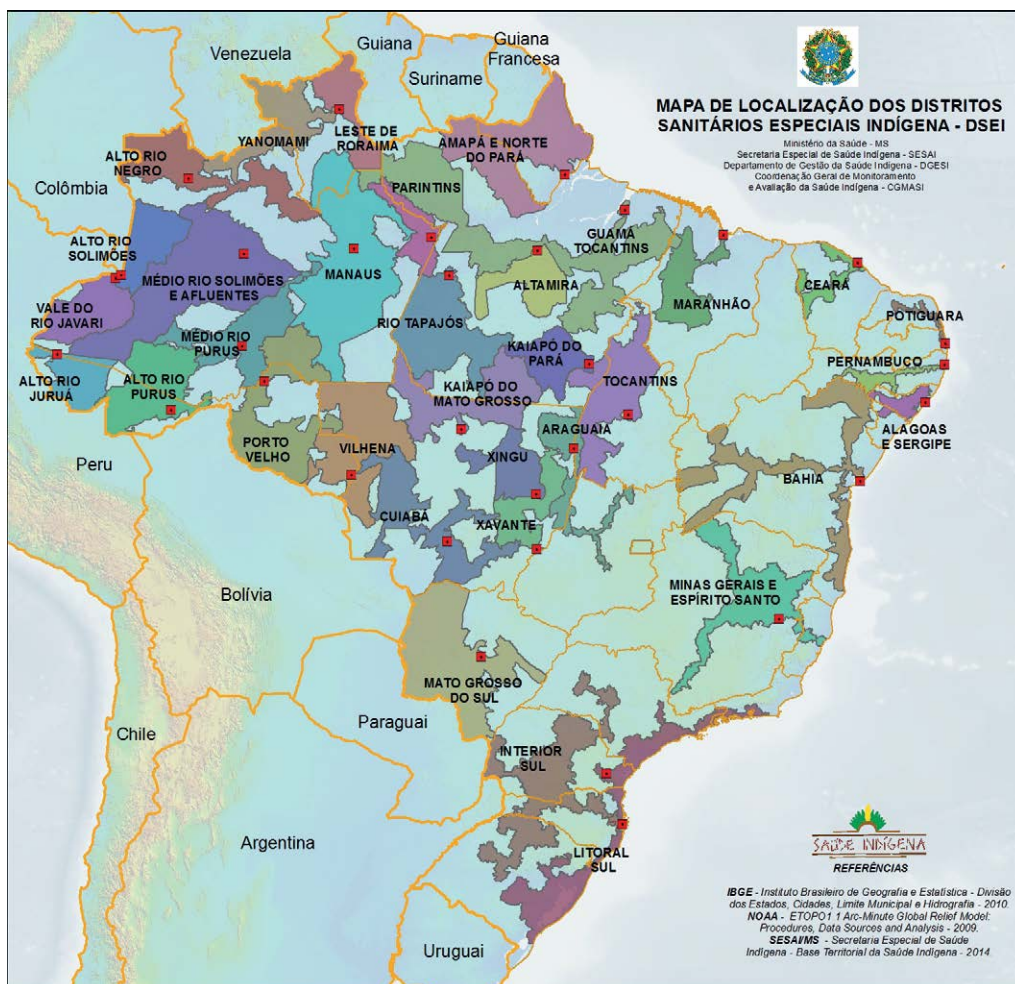 Venezuela
Guiana
Suriname
Guiana
Francesa
Colômbia
Peru
Bolívia
Chile
Paraguai
Argentina
Uruguai
MAPA DE LOCALIZAÇÃO DOS DISTRITOS
SANITÁRIOS ESPECIAIS INDÍGENA - DSEI
Ministério da Saúde - MS
Secretaria Especial de Saúde Indígena - SESAI
Departamento de Gestão da Saúde Indígena - DGESI
Coordenação Geral de Monitoramento
e Avaliação da Saúde Indígena - CGMASI
YANOMAMI
LESTE DE
RORAIMA
ALTO RIO
NEGRO
AMAPÁ E NORTE
DO PARÁ
PARINTINS
ALTO RIO
SOLIMÕES
MÉDIO RIO SOLIMÕES
E AFLUENTES
MANAUS
GUAMÁ
TOCANTINS
ALTAMIRA
MARANHÃO
CEARÁ
VALE DO
RIO JAVARI
MÉDIO RIO
PURUS
RIO TAPAJÓS
KAIAPÓ DO
PARÁ
POTIGUARA
PERNAMBUCO
ALTO RIO
JURUÁ
ALTO RIO
PURUS
KAIAPÓ DO
MATO GROSSO
TOCANTINS
ALAGOAS
E SERGIPE
PORTO
VELHO
VILHENA
XINGU
ARAGUAIA
BAHIA
CUIABÁ
XAVANTE
MINAS GERAIS E
ESPÍRITO SANTO
MATO GROSSO
DO SUL
INTERIOR
SUL
LITORAL
SUL
SAÚDE INDÍGENA
REFERÊNCIAS
IBGE - Instituto Brasileiro de Geografia e Estatística - Divisão
dos Estados, Cidades, Limite Municipal e Hidrografia - 2010.
NOAA - ETOPO1 1 Arc-Minute Global Relief Model:
Procedures, Data Sources and Analysis - 2009.
SESAI/MS - Secretaria Especial de Saúde
Indígena - Base Territorial da Saúde Indígena - 2014.